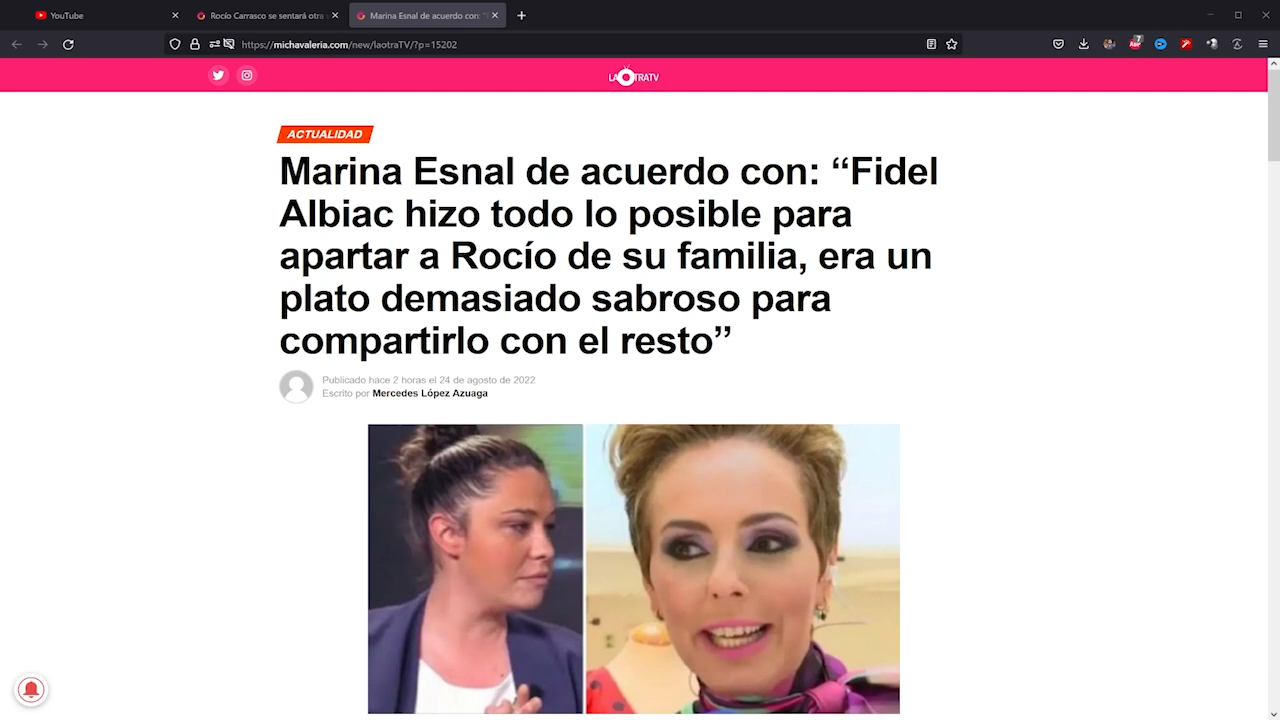 YouTube
Rocío Carrasco se sentará otra
Marina Esnal de acuerdo con: "F
https://michavaleria.com/new/laotraTV/?p=15202
7
LAOTRATV
ACTUALIDAD
Marina Esnal de acuerdo con: “Fidel
Albiac hizo todo lo posible para
apartar a Rocío de su familia, era un
plato demasiado sabroso para
compartirlo con el resto”
Publicado hace 2 horas el 24 de agosto de 2022
Escrito por Mercedes López Azuaga